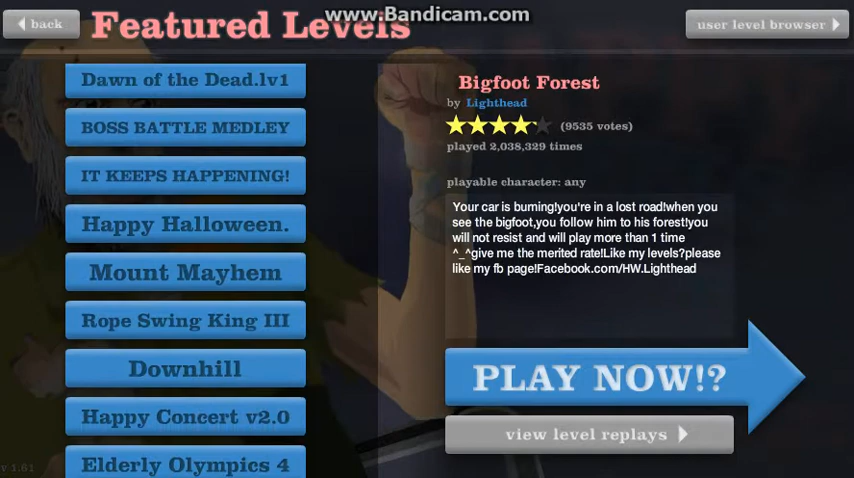 www.Bandicam.com
back
Featured Levels
user level browser
Dawn of the Dead.lv1
BOSS BATTLE MEDLEY
IT KEEPS HAPPENING!
Happy Halloween.
Mount Mayhem
Rope Swing King III
Downhill
Happy Concert v2.0
Elderly Olympics 4
v 1.61
Bigfoot Forest
by Lighthead
(9535 votes)
played 2,038,329 times
playable character: any
Your car is burning!you're in a lost road!when you
see the bigfoot,you follow him to his forest!you
will not resist and will play more than 1 time
^_^give me the merited rate!Like my levels?please
like my fb page!Facebook.com/HW.Lighthead
PLAY NOW!?
view level replays